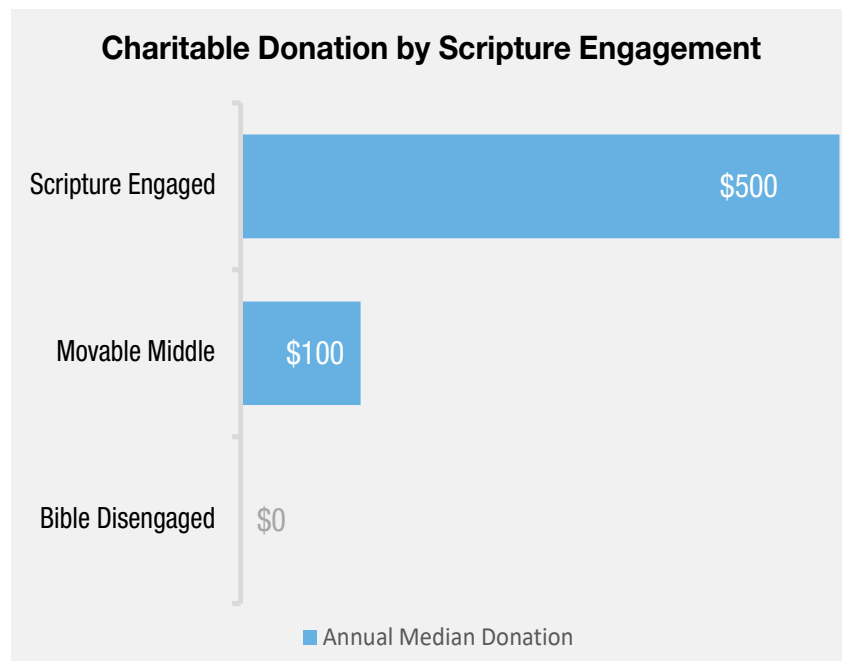 Charitable Donation by Scripture Engagement
Scripture Engaged
$500
Movable Middle
$100
Bible Disengaged
$0
Annual Median Donation